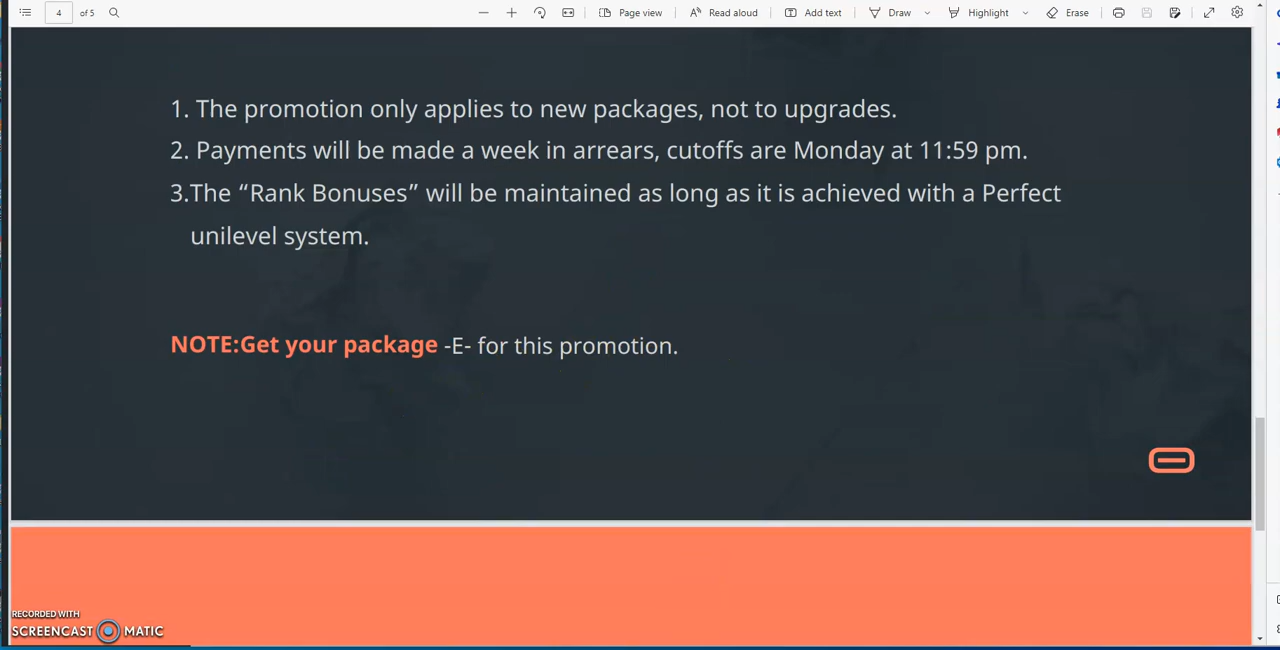 4 of 5 Page view Read aloud Add text Draw Highlight Erase
1. The promotion only applies to new packages, not to upgrades.
2. Payments will be made a week in arrears, cutoffs are Monday at 11:59 pm.
3.The “Rank Bonuses” will be maintained as long as it is achieved with a Perfect
unilevel system.
NOTE:Get your package -E- for this promotion.
RECORDED WITH
SCREENCAST MATIC